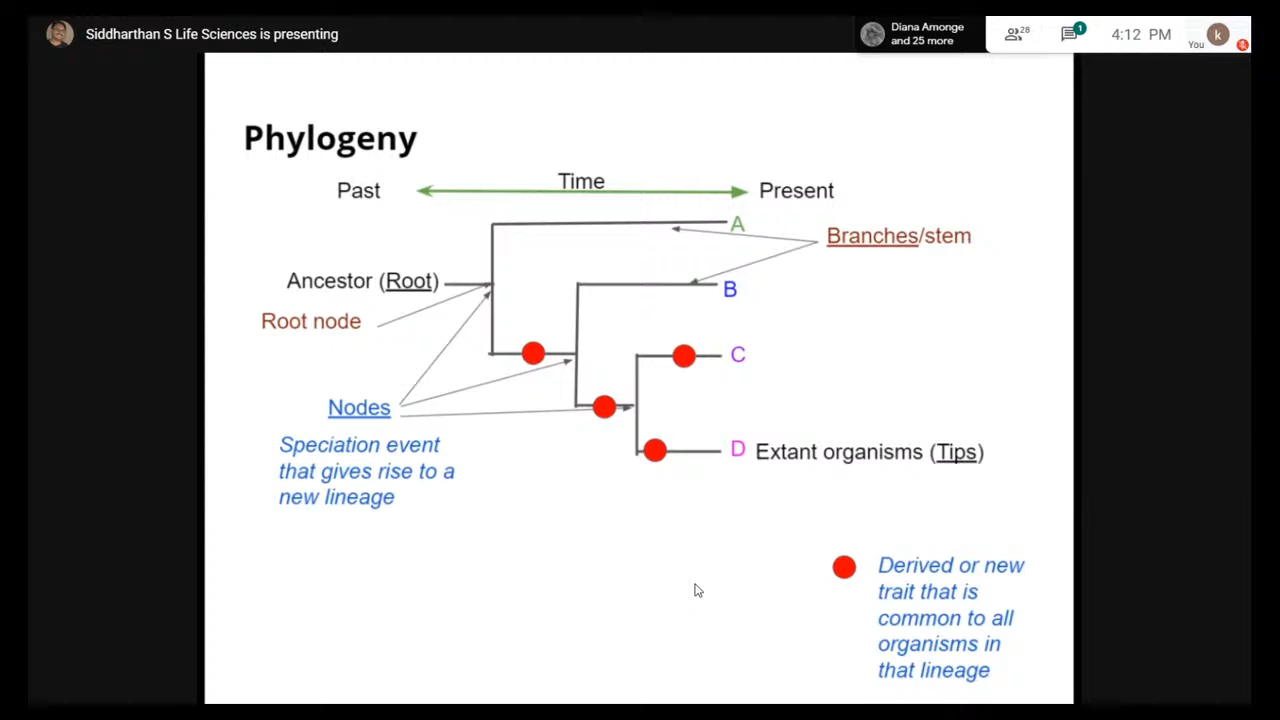 Siddharthan S Life Sciences is presenting
Diana Amonge
and 25 more
28
1
4:12 PM
You
k
Phylogeny
Past
Time
Present
A
Branches/stem
Ancestor (Root)
B
Root node
C
Nodes
D
Extant organisms (Tips)
Speciation event
that gives rise to a
new lineage
Derived or new
trait that is
common to all
organisms in
that lineage